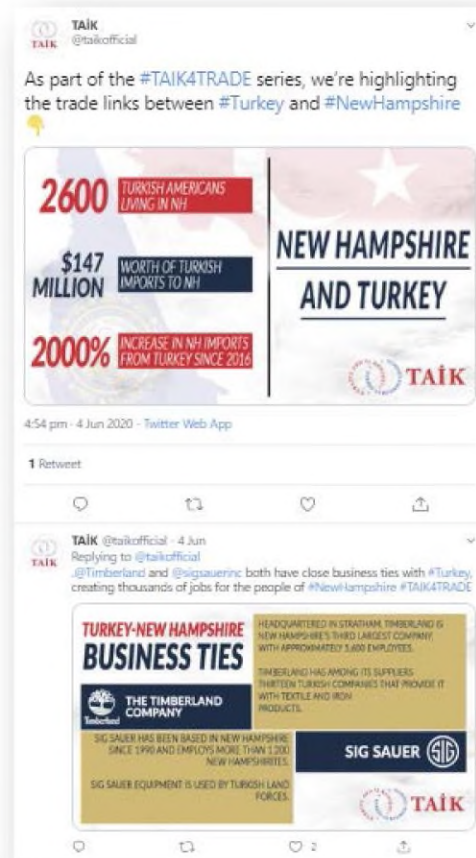 TAİK
@taikofficial
TAİK
As part of the #TAIK4TRADE series, we're highlighting
the trade links between #Turkey and #NewHampshire
2600 TURKISH AMERICANS
LIVING IN NH
$147
MILLION WORTH OF TURKISH
IMPORTS TO NH
2000% INCREASE IN NH IMPORTS
FROM TURKEY SINCE 2016
NEW HAMPSHIRE
AND TURKEY
TAİK
4:54 pm · 4 Jun 2020 · Twitter Web App
1 Retweet
TAİK @taikofficial · 4 Jun
TAİK
Replying to @taikofficial
.@Timberland and @sigsauerinc both have close business ties with #Turkey,
creating thousands of jobs for the people of #NewHampshire #TAIK4TRADE
TURKEY-NEW HAMPSHIRE
BUSINESS TIES
Timberland
THE TIMBERLAND
COMPANY
HEADQUARTERED IN STRATHAM, TIMBERLAND IS
NEW HAMPSHIRE'S THIRD LARGEST COMPANY
WITH APPROXIMATELY 5,600 EMPLOYEES.
TIMBERLAND HAS AMONG ITS SUPPLIERS
THIRTEEN TURKISH COMPANIES THAT PROVIDE IT
WITH TEXTILE AND IRON
PRODUCTS.
SIG SAUER HAS BEEN BASED IN NEW HAMPSHIRE
SINCE 1990 AND EMPLOYS MORE THAN 1,200
NEW HAMPSHIRITES.
SIG SAUER EQUIPMENT IS USED BY TURKISH LAND
FORCES.
SIG SAUER SIG
TAİK
2